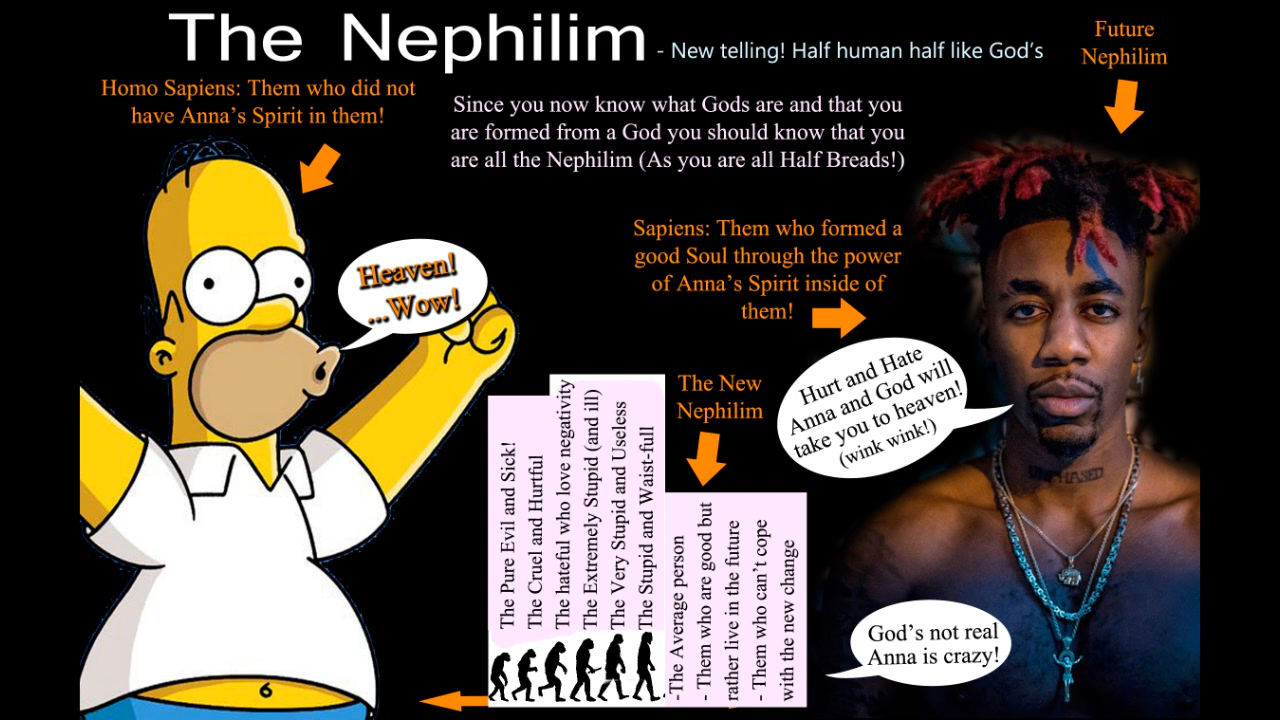 The Nephilim - New telling! Half human half like God's
Future
Nephilim
Homo Sapiens: Them who did not
have Anna's Spirit in them!
Since you now know what Gods are and that you
are formed from a God you should know that you
are all the Nephilim (As you are all Half Breads!)
Sapiens: Them who formed a
good Soul through the power
of Anna's Spirit inside of
them!
Heaven!
...Wow!
Hurt and Hate
Anna and God will
take you to heaven!
(wink wink!)
The New
Nephilim
The Pure Evil and Sick!
The Cruel and Hurtful
The hateful who love negativity
The Extremely Stupid (and ill)
The Very Stupid and Useless
The Stupid and Waist-full
-The Average person
- Them who are good but
rather live in the future
- Them who can't cope
with the new change
God's not real
Anna is crazy!
6